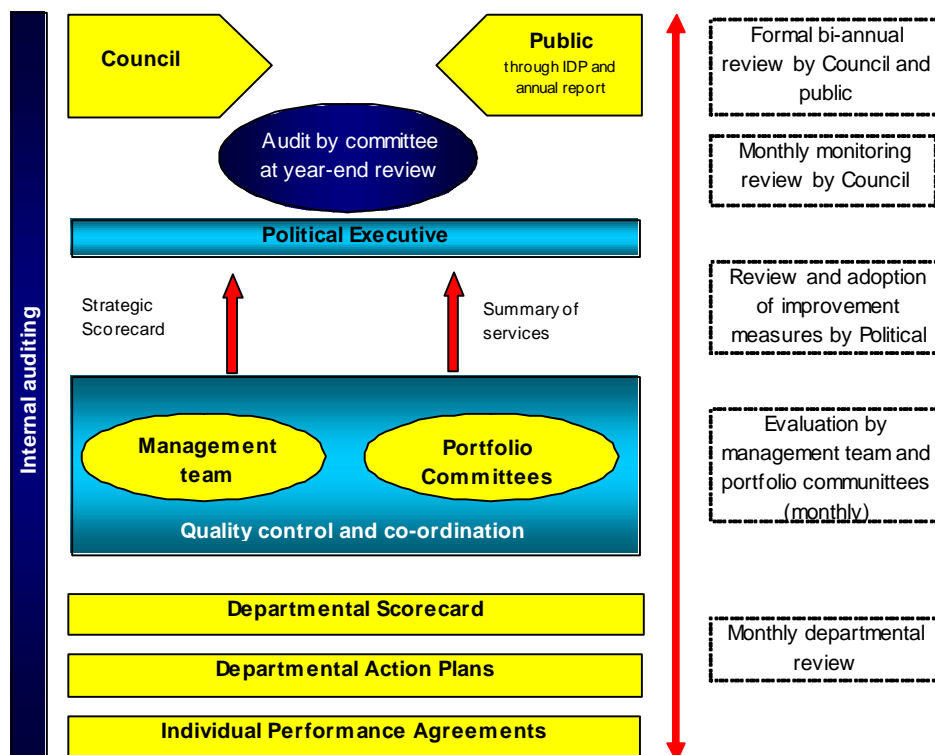 Internal auditing
Council
Public
through IDP and
annual report
Audit by committee
at year-end review
Political Executive
Strategic
Scorecard
Summary of
services
Management
team
Portfolio
Committees
Quality control and co-ordination
Departmental Scorecard
Departmental Action Plans
Individual Performance Agreements
Formal bi-annual
review by Council and
public
Monthly monitoring
review by Council
Review and adoption
of improvement
measures by Political
Evaluation by
management team and
portfolio communittees
(monthly)
Monthly departmental
review